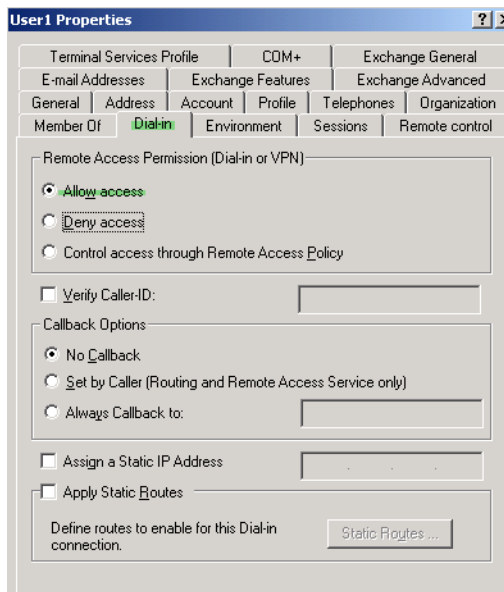 User1 Properties
Terminal Services Profile COM+ Exchange General
E-mail Addresses Exchange Features Exchange Advanced
General Address Account Profile Telephones Organization
Member Of Dial-in Environment Sessions Remote control
Remote Access Permission (Dial-in or VPN)
Allow access
Deny access
Control access through Remote Access Policy
Verify Caller-ID:
Callback Options
No Callback
Set by Caller (Routing and Remote Access Service only)
Always Callback to:
Assign a Static IP Address
Apply Static Routes
Define routes to enable for this Dial-in
connection.
Static Routes ...